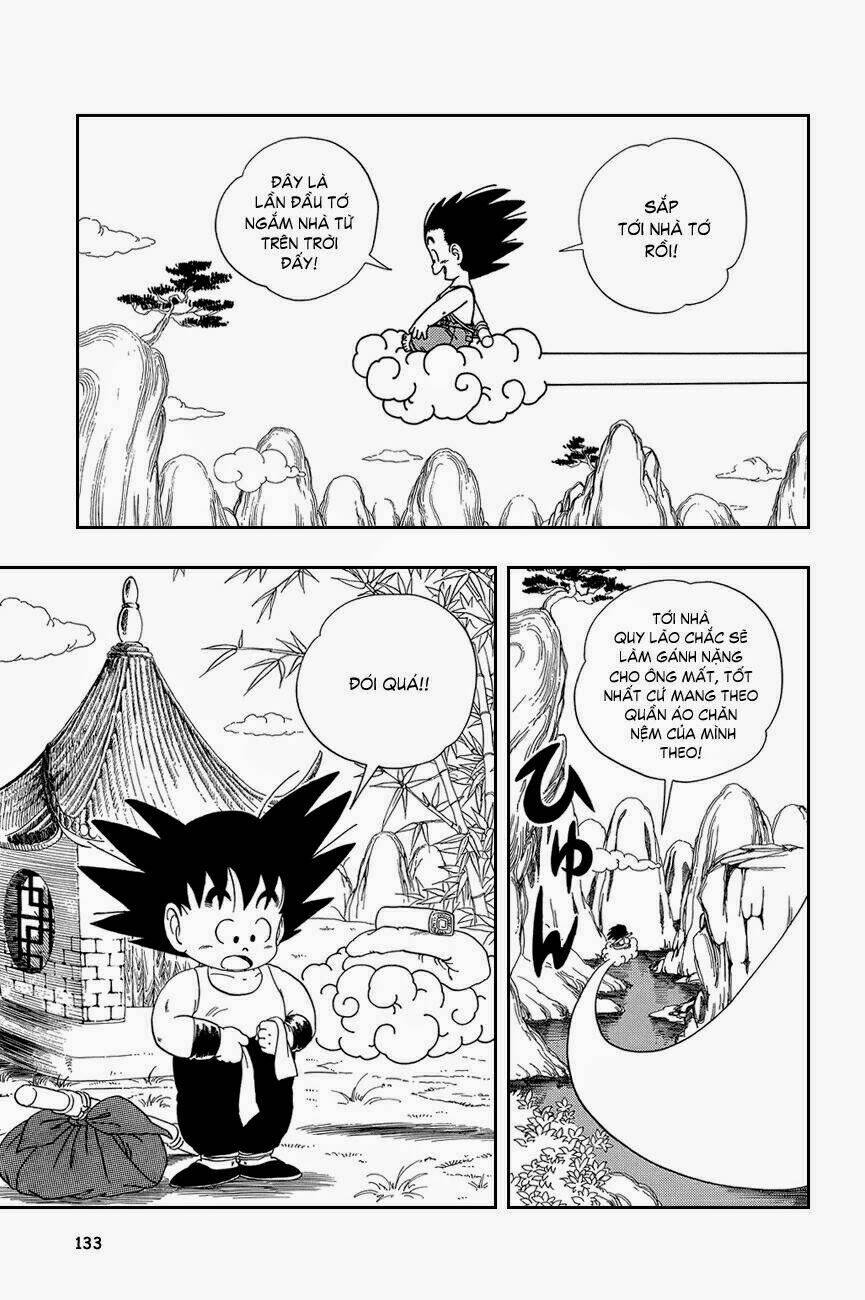 SẮP
TỚI NHÀ TỚ
RỒI!
ĐÂY LÀ
LẦN ĐẦU TỚ
NGẮM NHÀ TỪ
TRÊN TRỜI
ĐẤY!
TỚI NHÀ
QUY LÃO CHẮC SẼ
LÀM GÁNH NẶNG
CHO ÔNG MẤT, TỐT
NHẤT CỨ MANG THEO
QUẦN ÁO CHĂN
NỆM CỦA MÌNH
THEO!
ひゅーん
ĐÓI QUÁ!!
133